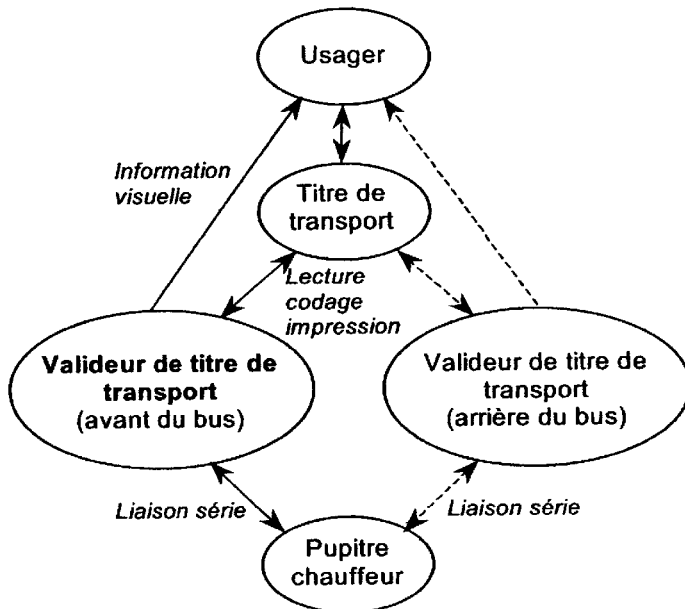 Usager
Information
visuelle
Titre de
transport
Lecture
codage
impression
Valideur de titre de
transport
(avant du bus)
Valideur de titre de
transport
(arrière du bus)
Liaison série
Liaison série
Pupitre
chauffeur